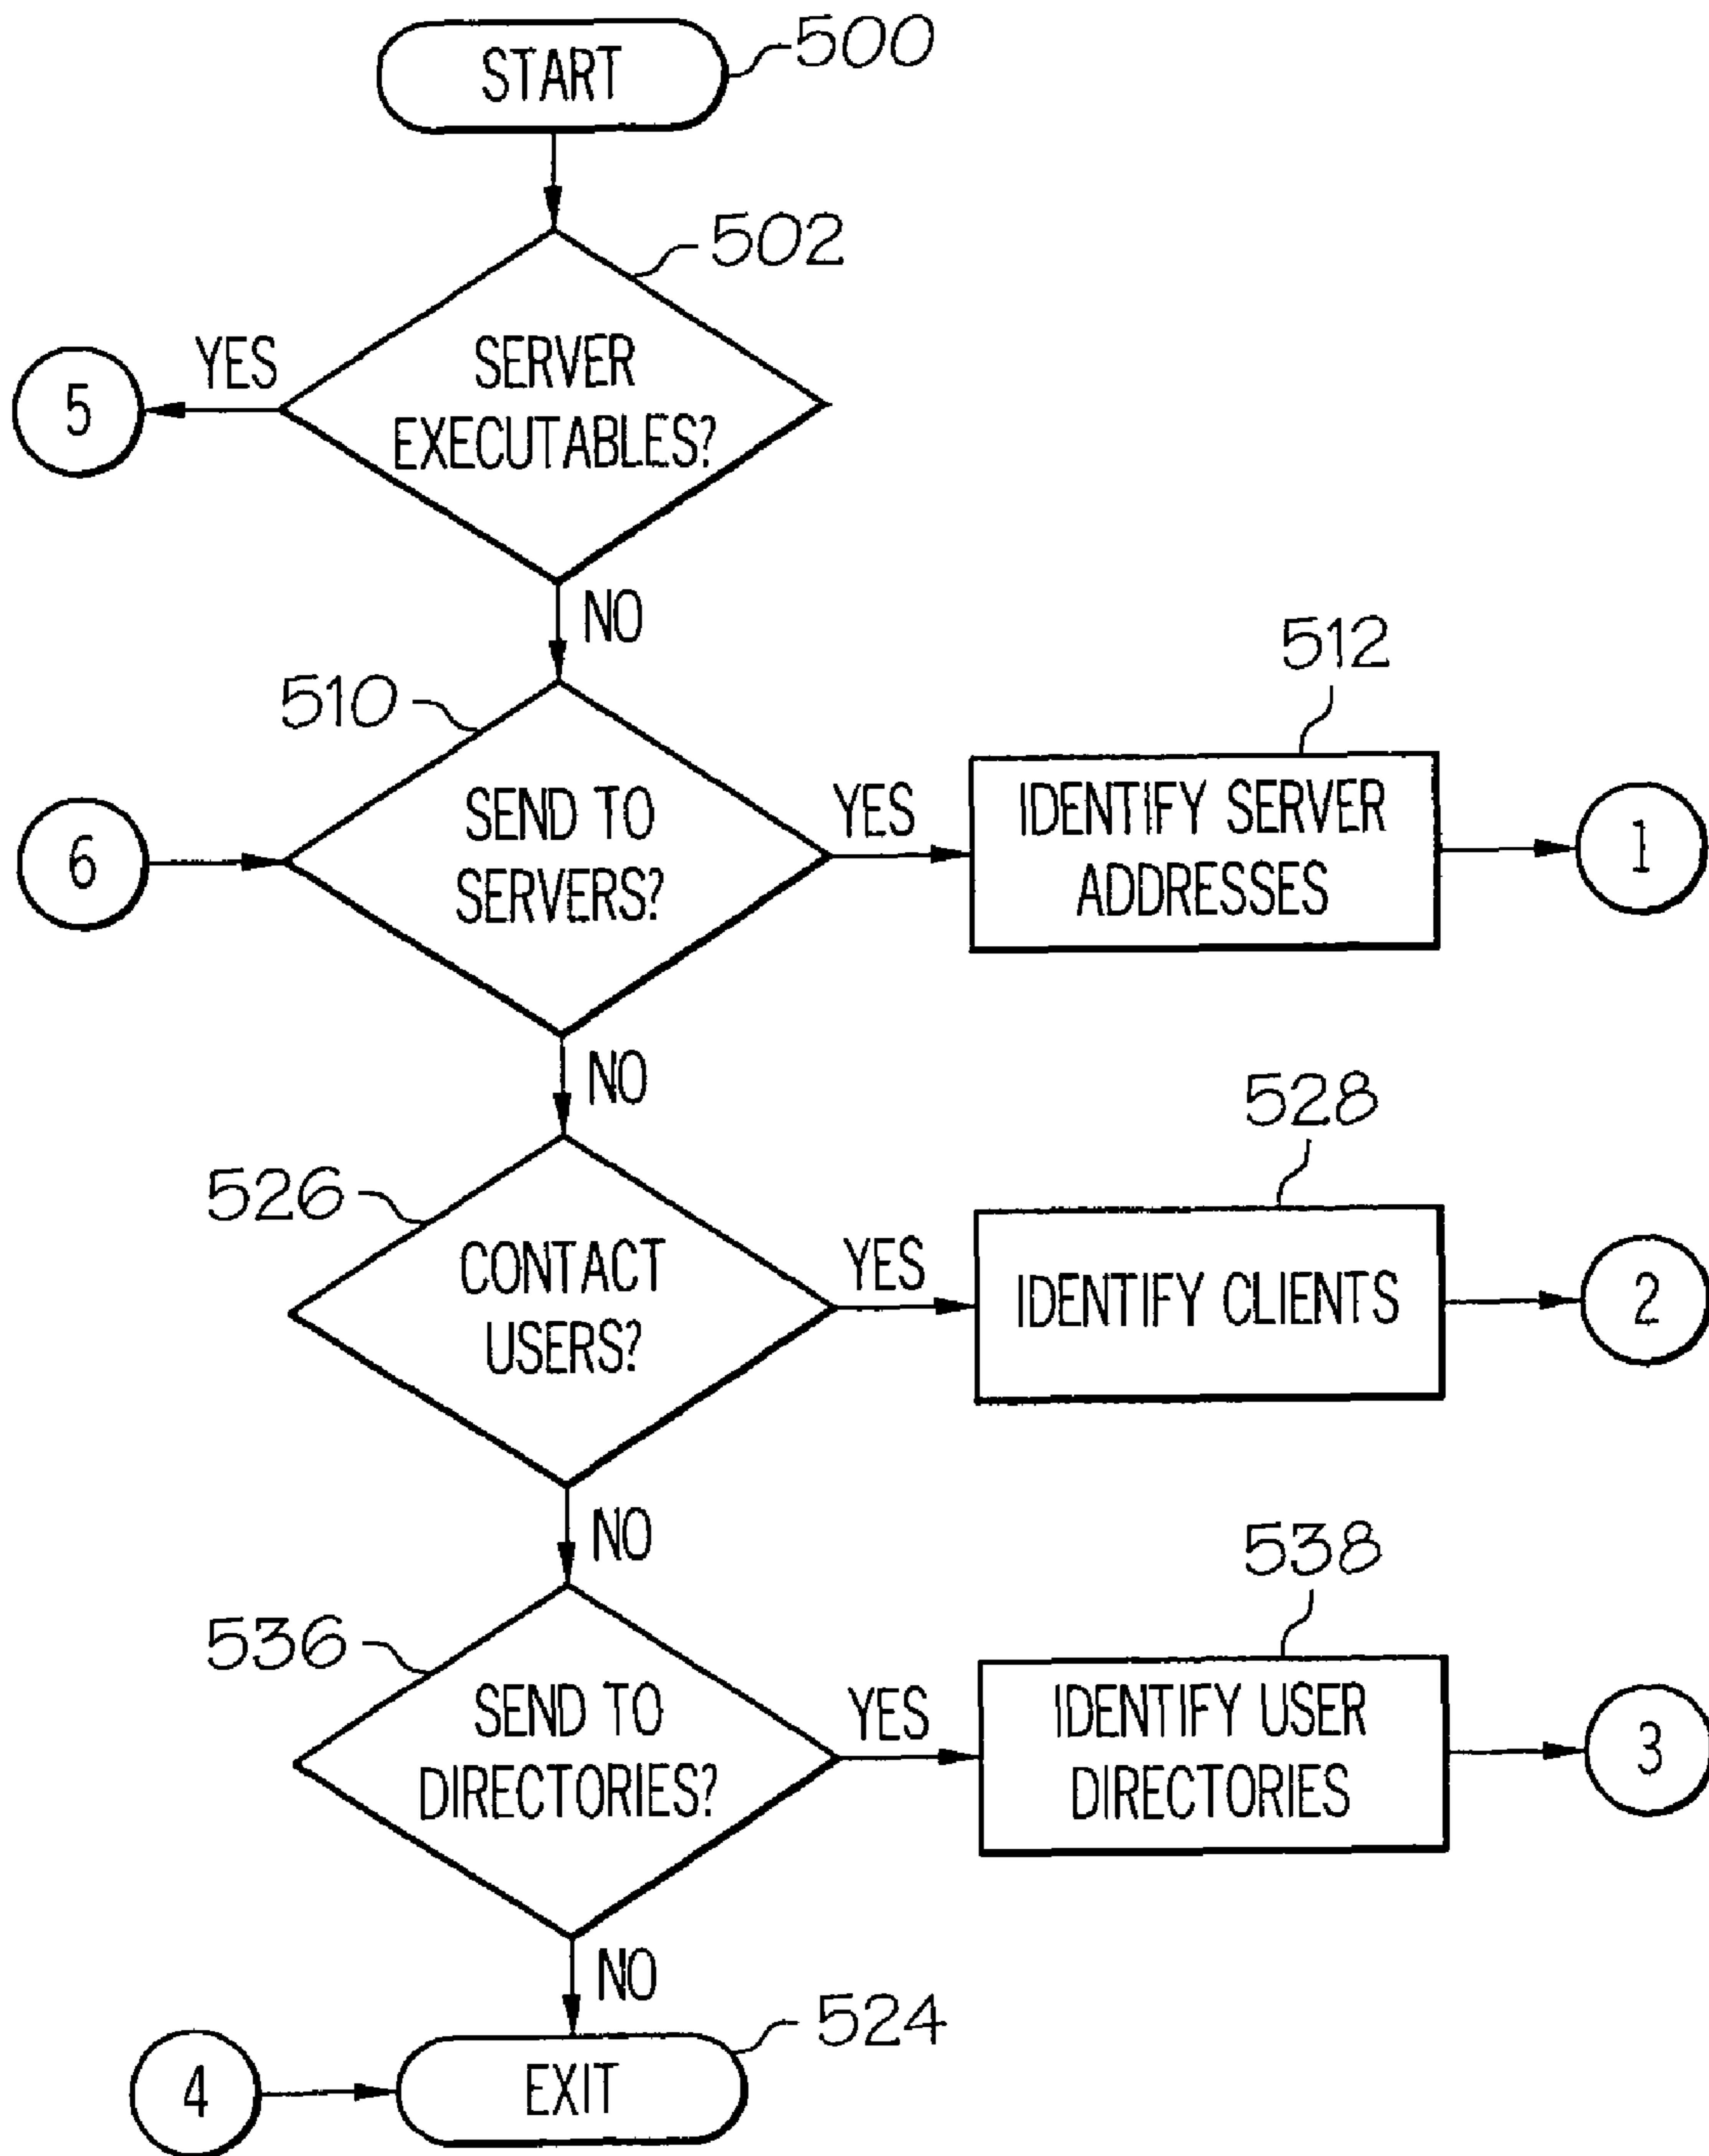 START
500
502
SERVER
EXECUTABLES?
YES
5
NO
510
512
6
SEND TO
SERVERS?
YES
IDENTIFY SERVER
ADDRESSES
1
NO
526
528
CONTACT
USERS?
YES
IDENTIFY CLIENTS
2
NO
536
538
SEND TO
DIRECTORIES?
YES
IDENTIFY USER
DIRECTORIES
3
NO
524
4
EXIT